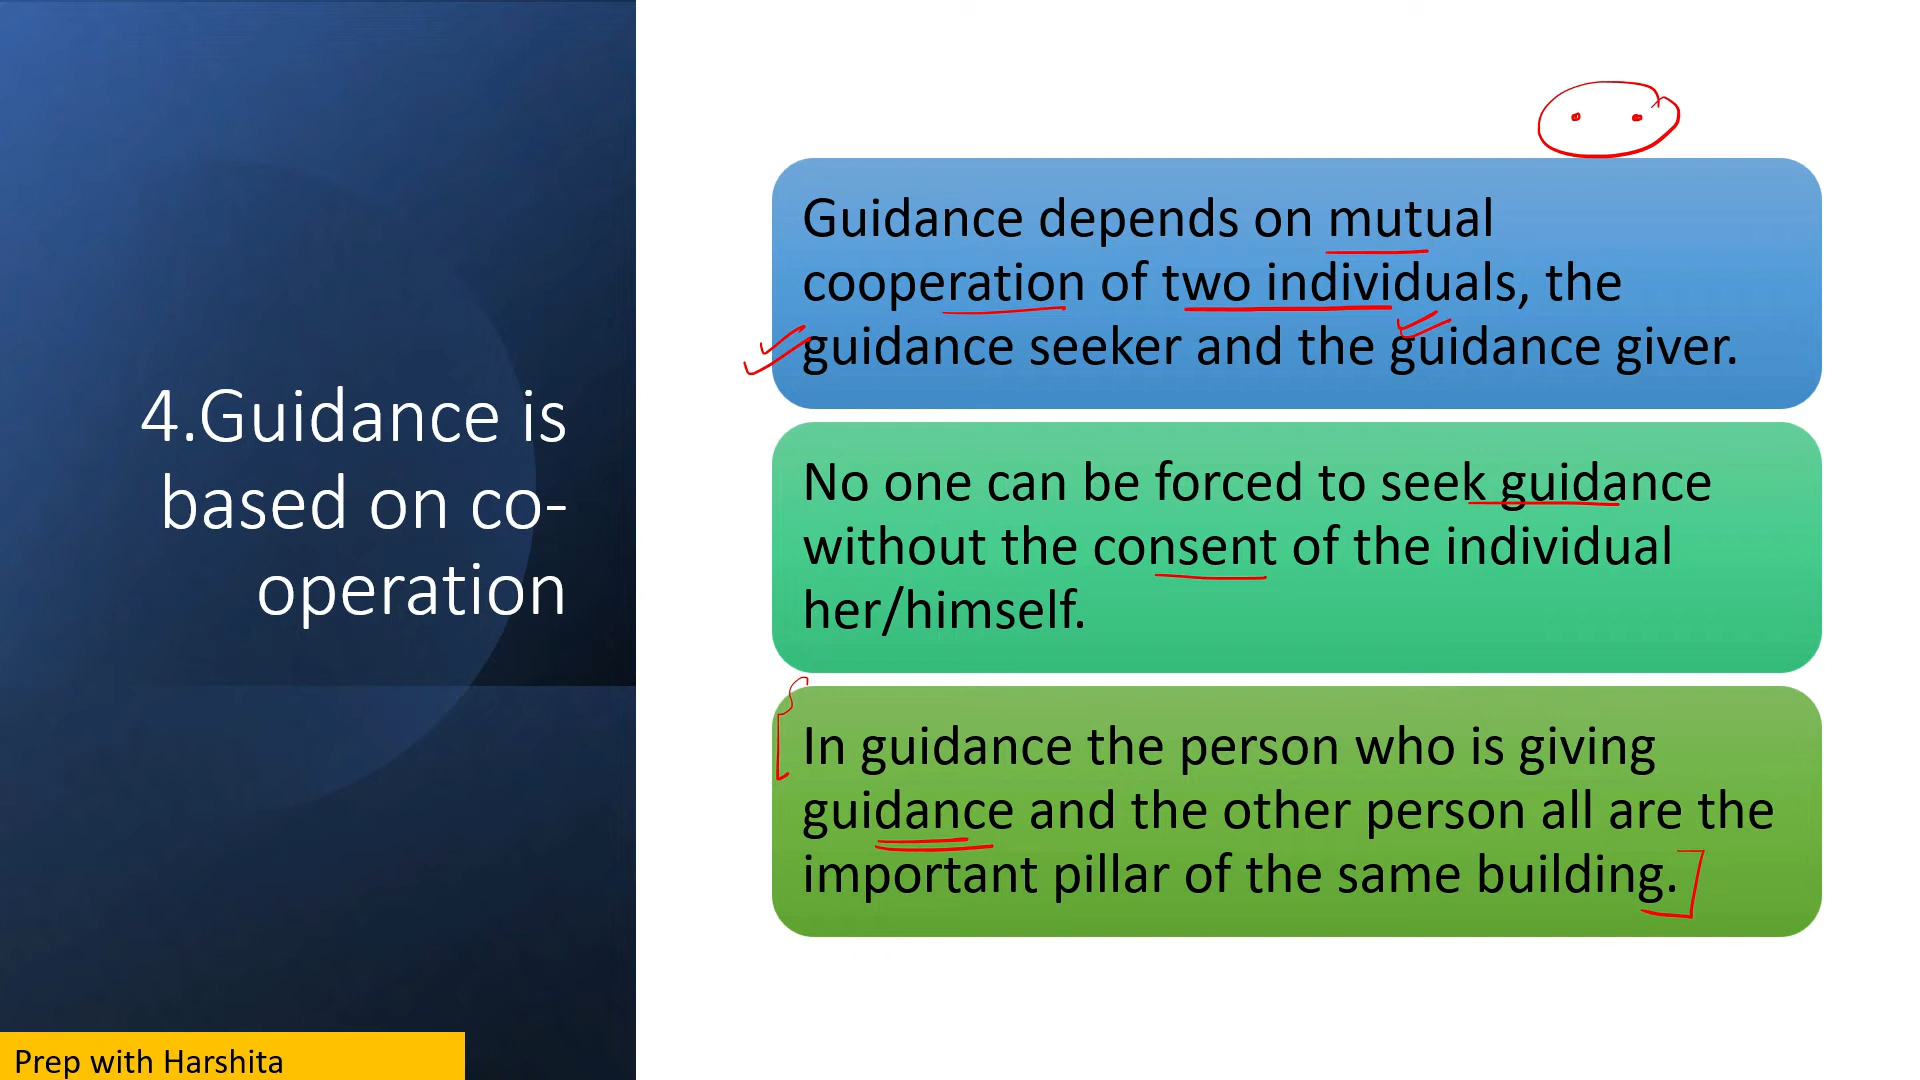 4.Guidance is
based on co-
operation
Guidance depends on mutual
cooperation of two individuals, the
guidance seeker and the guidance giver.
No one can be forced to seek guidance
without the consent of the individual
her/himself.
In guidance the person who is giving
guidance and the other person all are the
important pillar of the same building.
Prep with Harshita